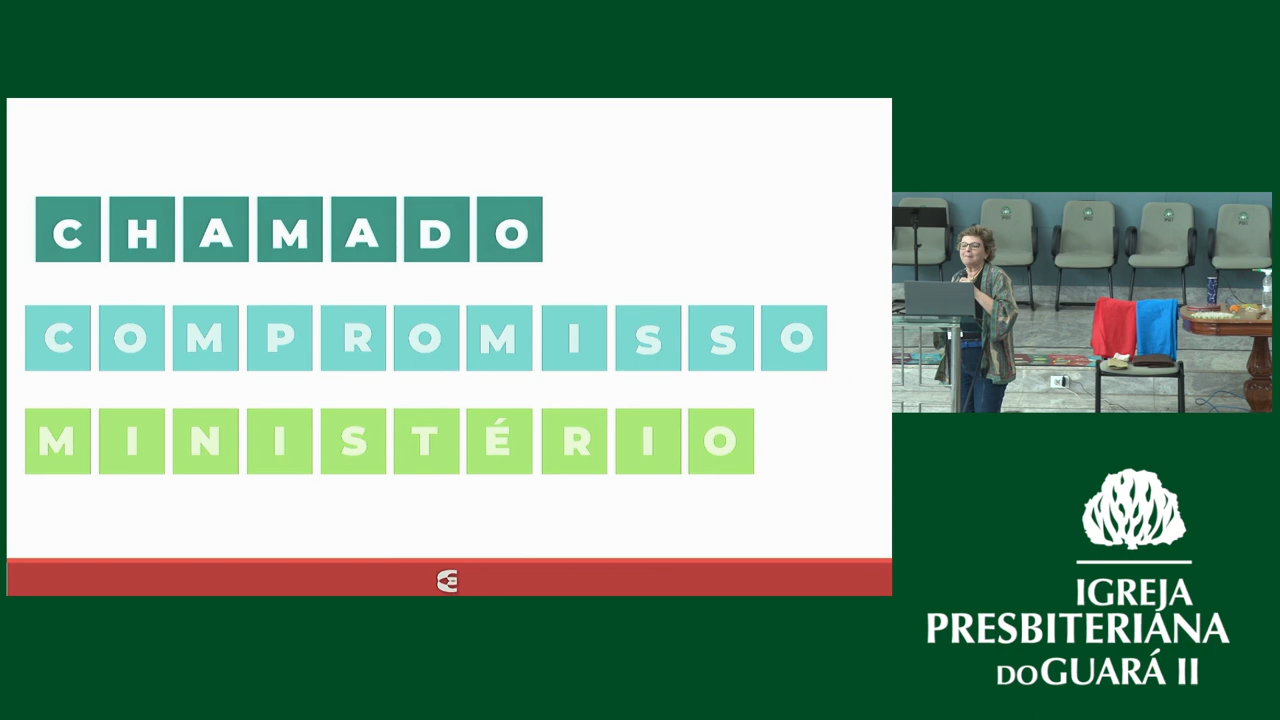 CHAMADO
COMPROMISSO
MINISTÉRIO
IGREJA
PRESBITERIANA
DO GUARÁ II